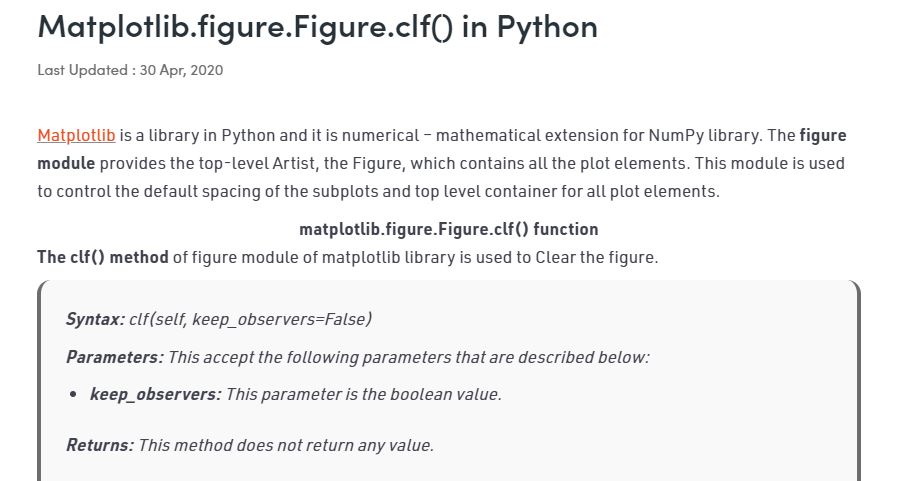 Matplotlib.figure.Figure.clf() in Python
Last Updated : 30 Apr, 2020
Matplotlib is a library in Python and it is numerical – mathematical extension for NumPy library. The figure
module provides the top-level Artist, the Figure, which contains all the plot elements. This module is used
to control the default spacing of the subplots and top level container for all plot elements.
matplotlib.figure.Figure.clf() function
The clf() method of figure module of matplotlib library is used to Clear the figure.
Syntax: clf(self, keep_observers=False)
Parameters: This accept the following parameters that are described below:
• keep_observers: This parameter is the boolean value.
Returns: This method does not return any value.